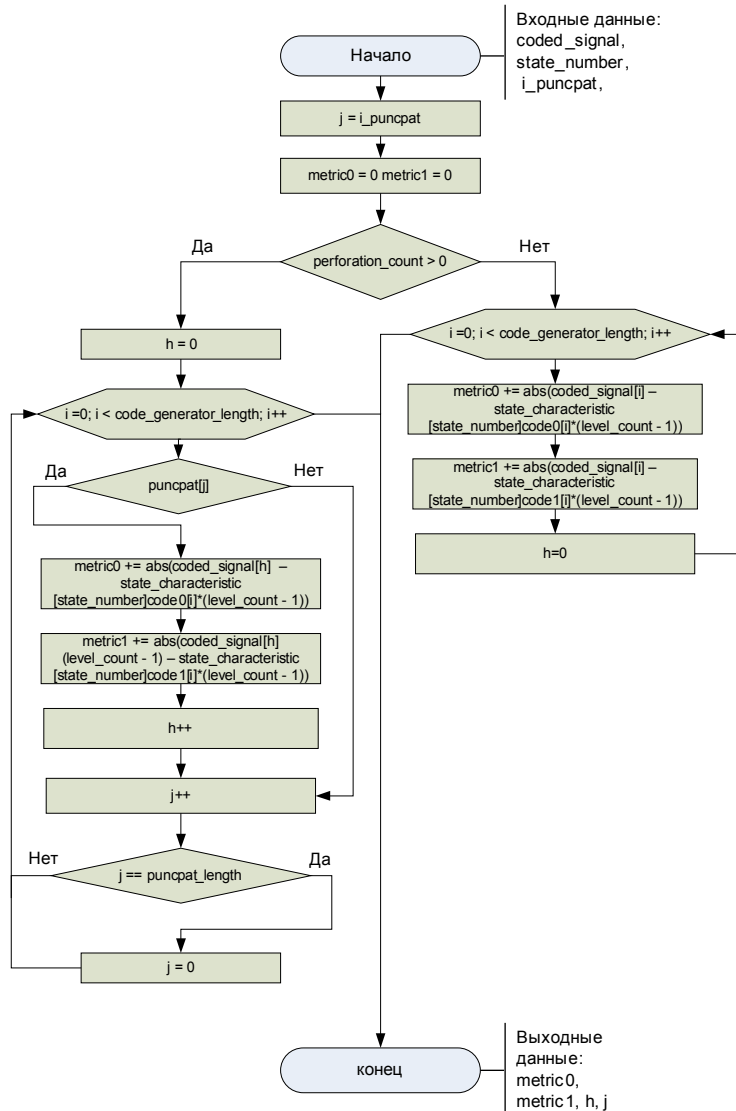 Входные данные:
coded_signal,
state_number,
i_puncpat,
Начало
j = i_puncpat
metric0 = 0 metric1 = 0
perforation_count > 0
Да
Нет
h = 0
i =0; i < code_generator_length; i++
puncpat[j]
Да
Нет
metric0 += abs(coded_signal[h] –
state_characteristic
[state_number]code0[i]*(level_count - 1))
metric1 += abs(coded_signal[h]
(level_count - 1) – state_characteristic
[state_number]code1[i]*(level_count - 1))
h++
j++
j == puncpat_length
Нет
Да
j = 0
i =0; i < code_generator_length; i++
metric0 += abs(coded_signal[i] –
state_characteristic
[state_number]code0[i]*(level_count - 1))
metric1 += abs(coded_signal[i] –
state_characteristic
[state_number]code1[i]*(level_count - 1))
h=0
конец
Выходные
данные:
metric0,
metric1, h, j